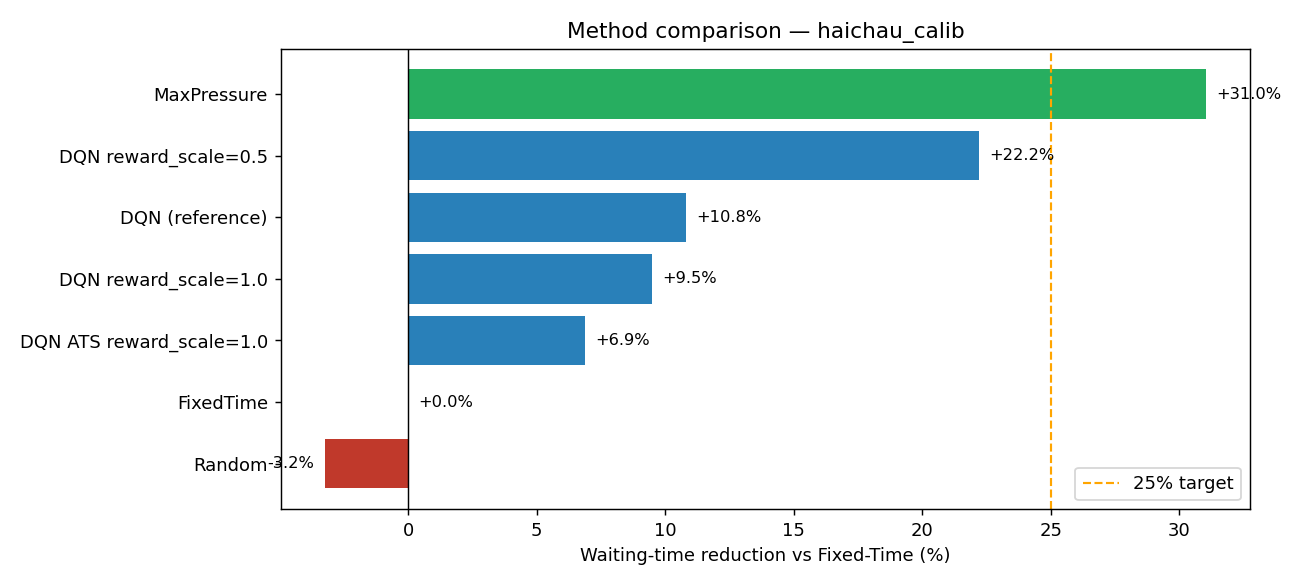 Method comparison — haichau_calib
MaxPressure
+31.0%
DQN reward_scale=0.5
+22.2%
DQN (reference)
+10.8%
DQN reward_scale=1.0
+9.5%
DQN ATS reward_scale=1.0
+6.9%
FixedTime
+0.0%
Random
-3.2%
25% target
0 5 10 15 20 25 30
Waiting-time reduction vs Fixed-Time (%)